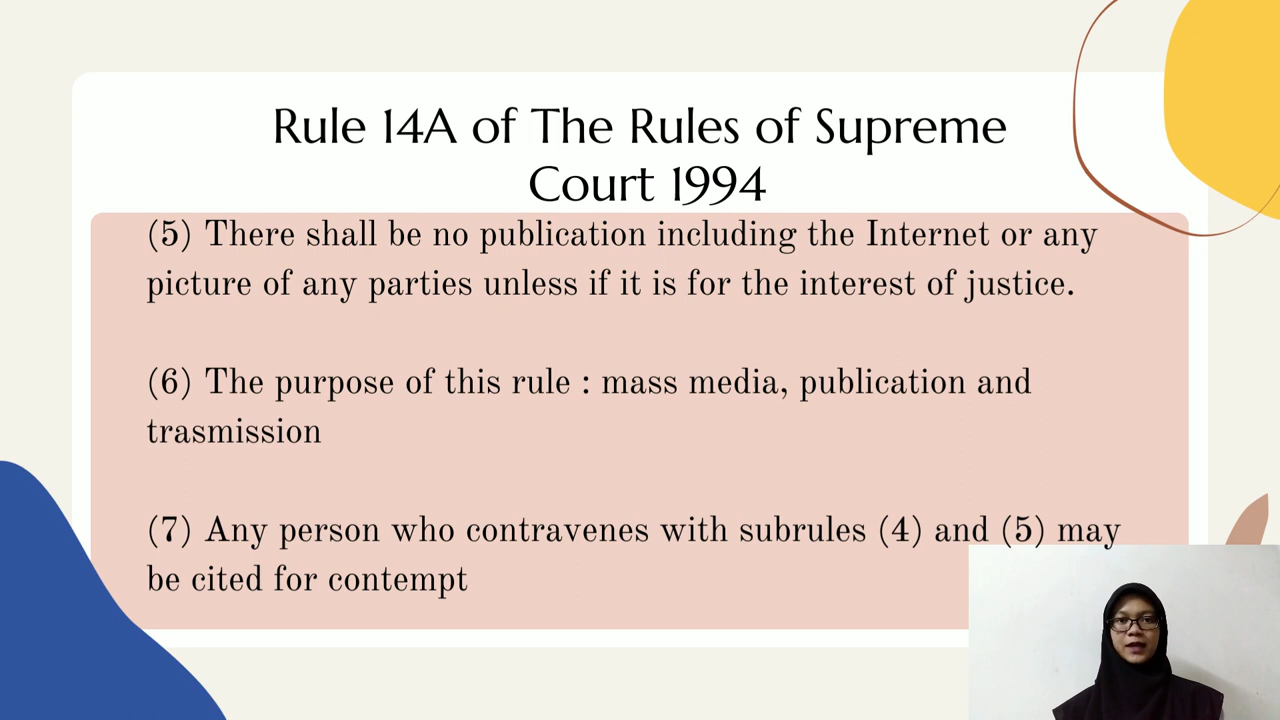 Rule 14A of The Rules of Supreme
Court 1994
(5) There shall be no publication including the Internet or any
picture of any parties unless if it is for the interest of justice.
(6) The purpose of this rule : mass media, publication and
trasmission
(7) Any person who contravenes with subrules (4) and (5) may
be cited for contempt